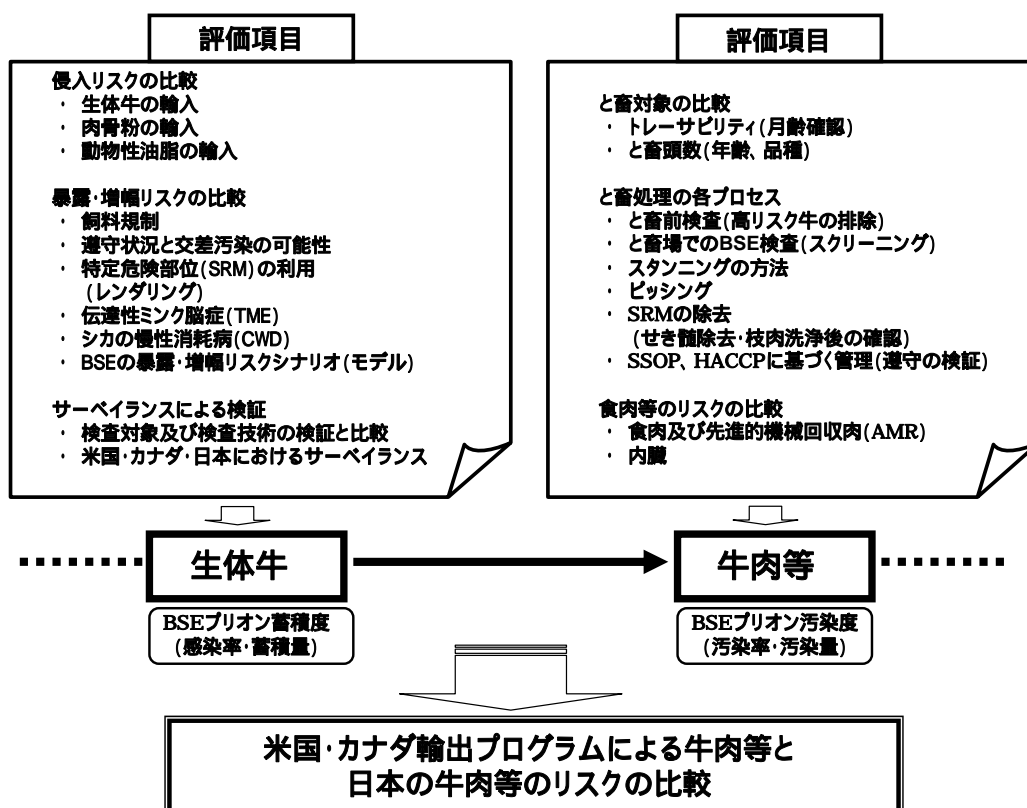 評価項目
侵入リスクの比較
・ 生体牛の輸入
・ 肉骨粉の輸入
・ 動物性油脂の輸入
暴露・増幅リスクの比較
・ 飼料規制
・ 遵守状況と交差汚染の可能性
・ 特定危険部位(SRM)の利用
(レンダリング)
・ 伝達性ミンク脳症(TME)
・ シカの慢性消耗病(CWD)
・ BSEの暴露・増幅リスクシナリオ(モデル)
サーベイランスによる検証
・ 検査対象及び検査技術の検証と比較
・ 米国・カナダ・日本におけるサーベイランス
評価項目
と畜対象の比較
・ トレーサビリティ(月齢確認)
・ と畜頭数(年齢、品種)
と畜処理の各プロセス
・ と畜前検査(高リスク牛の排除)
・ と畜場でのBSE検査(スクリーニング)
・ スタンニングの方法
・ ピッシング
・ SRMの除去
(せき髄除去・枝肉洗浄後の確認)
・ SSOP、HACCPに基づく管理(遵守の検証)
食肉等のリスクの比較
・ 食肉及び先進的機械回収肉(AMR)
・ 内臓
生体牛
BSEプリオン蓄積度
(感染率・蓄積量)
牛肉等
BSEプリオン汚染度
(汚染率・汚染量)
米国・カナダ輸出プログラムによる牛肉等と
日本の牛肉等のリスクの比較